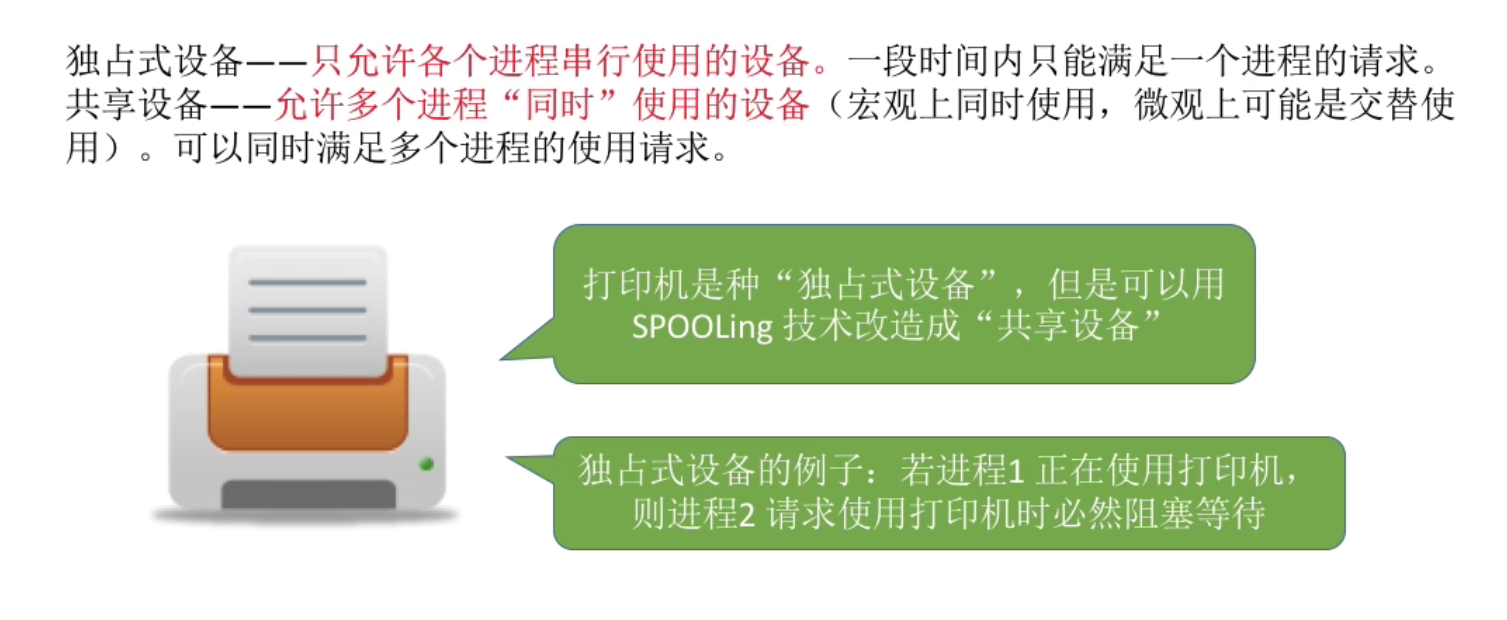 独占式设备——只允许各个进程串行使用的设备。一段时间内只能满足一个进程的请求。
共享设备——允许多个进程“同时”使用的设备（宏观上同时使用，微观上可能是交替使
用）。可以同时满足多个进程的使用请求。
打印机是种“独占式设备”，但是可以用
SPOOLing 技术改造成“共享设备”
独占式设备的例子：若进程1 正在使用打印机，
则进程2 请求使用打印机时必然阻塞等待